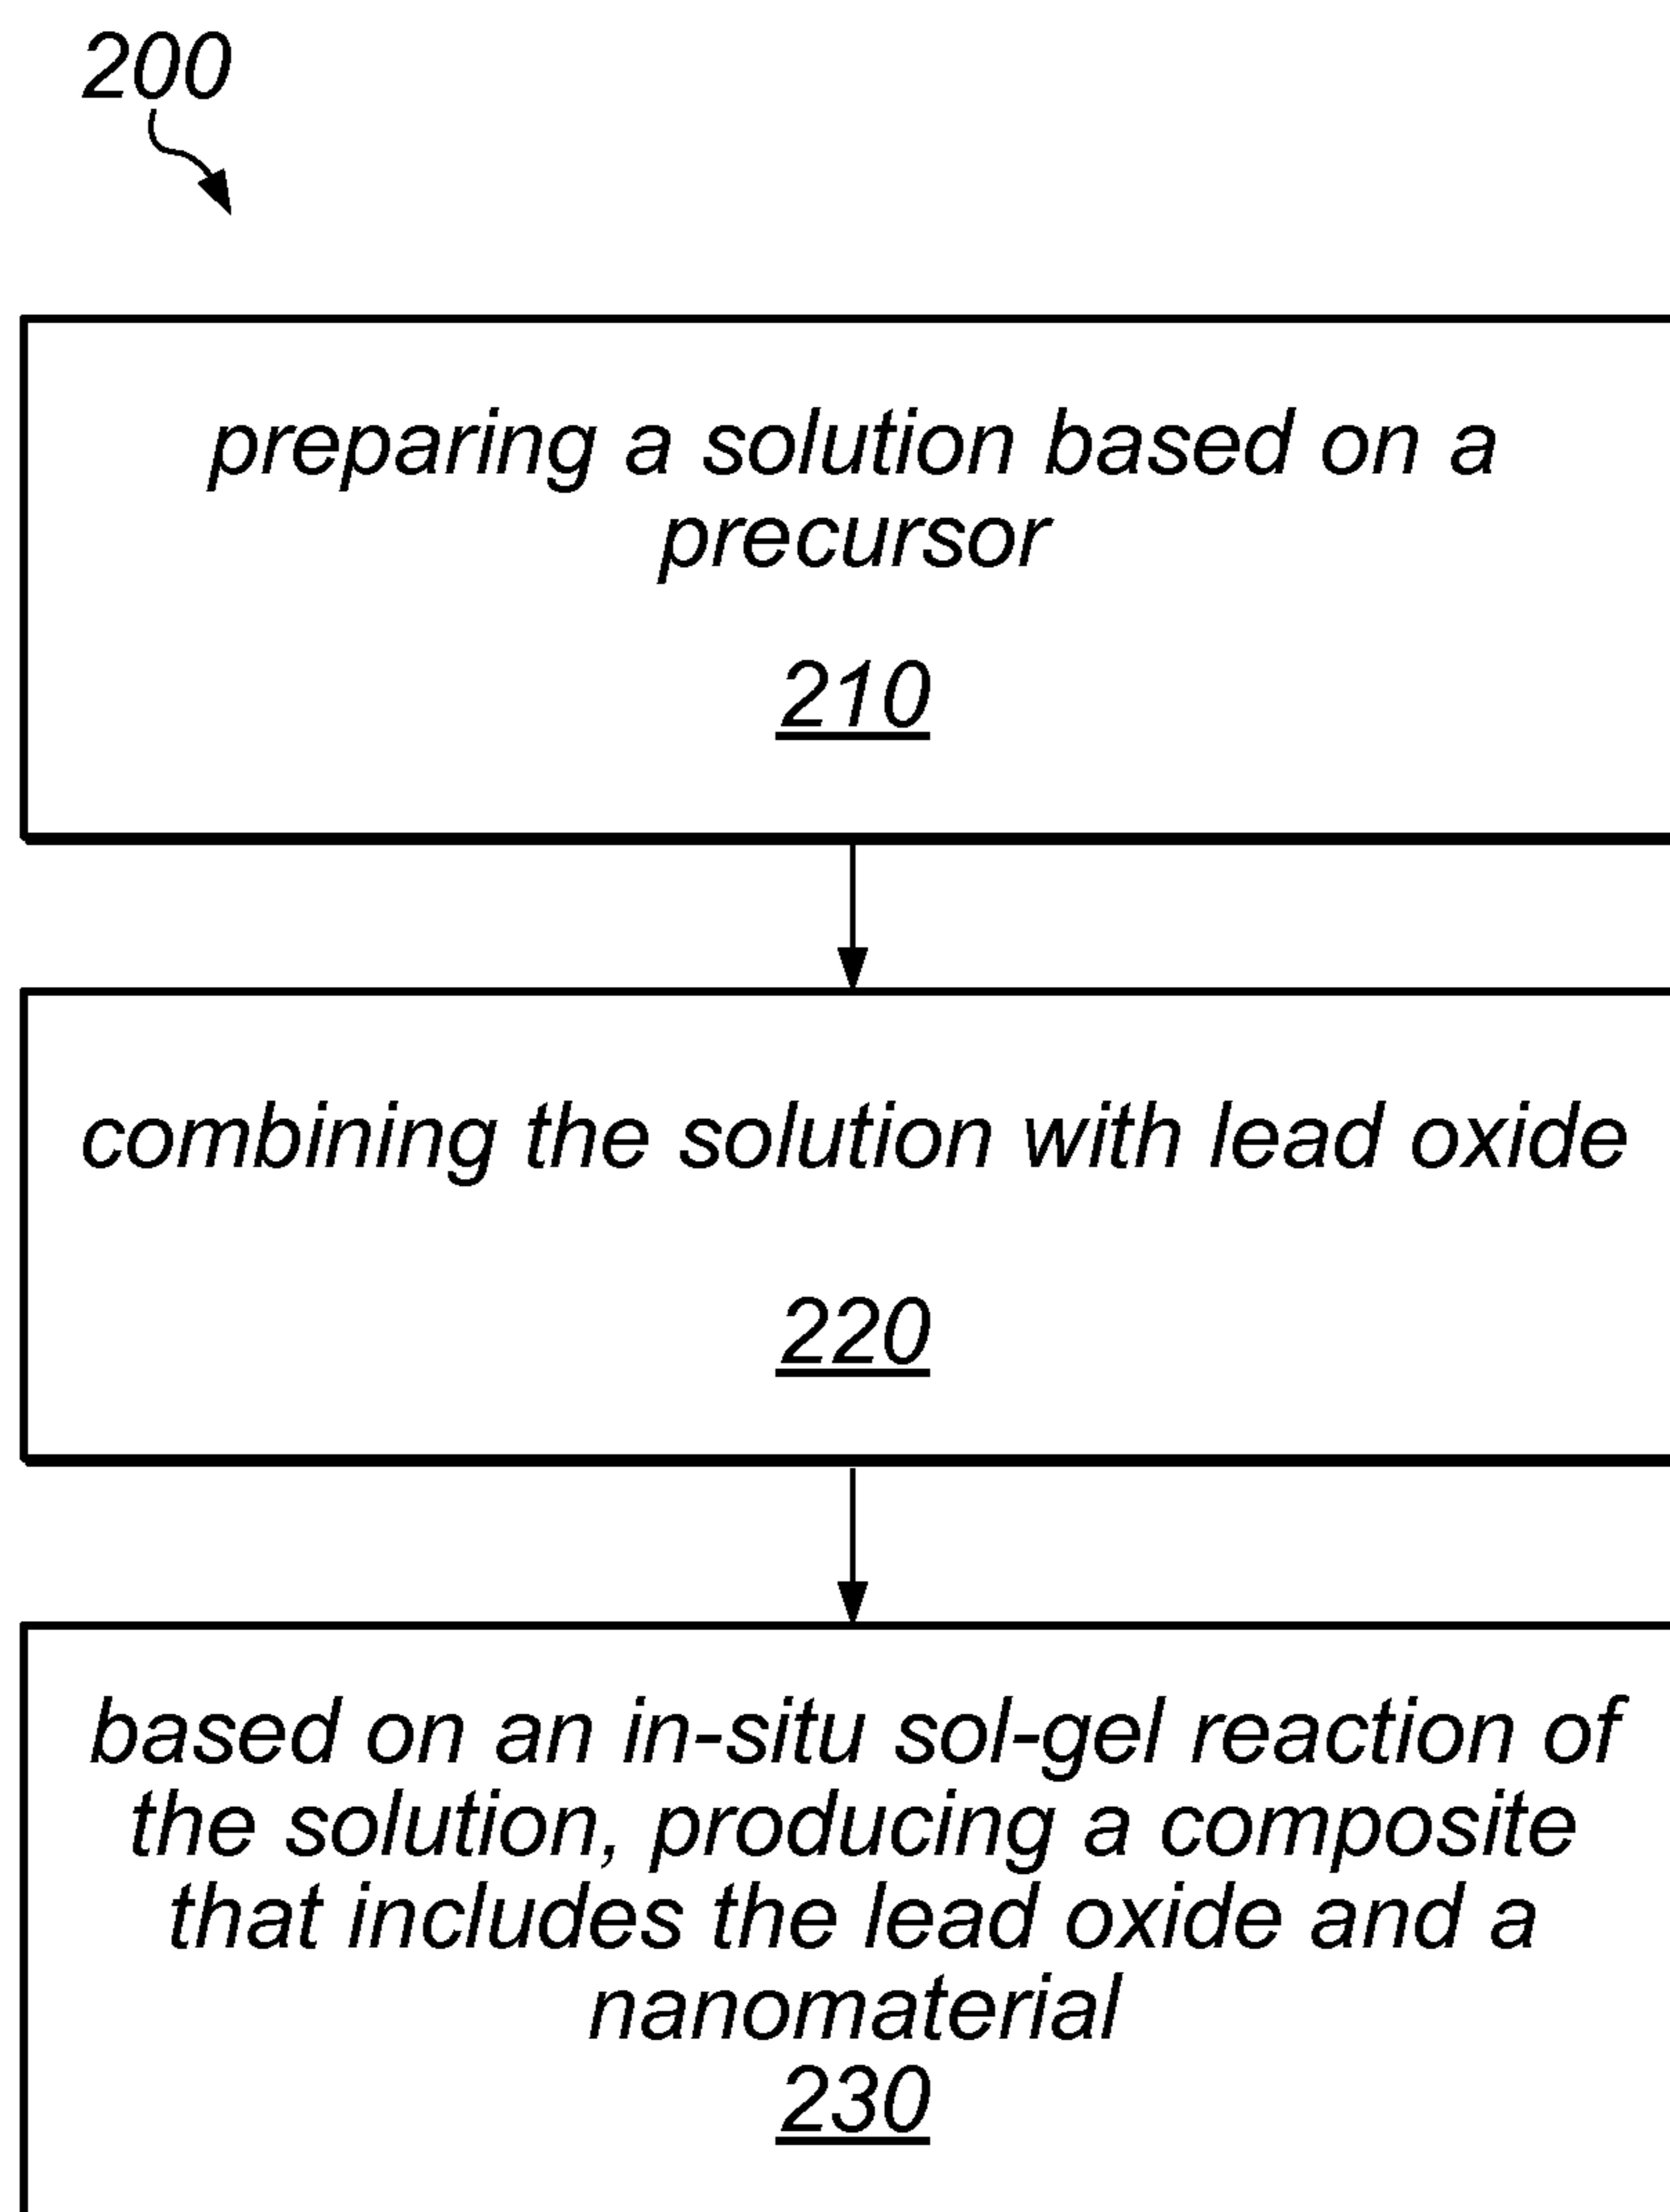 200
preparing a solution based on a
precursor
210
combining the solution with lead oxide
220
based on an in-situ sol-gel reaction of
the solution, producing a composite
that includes the lead oxide and a
nanomaterial
230